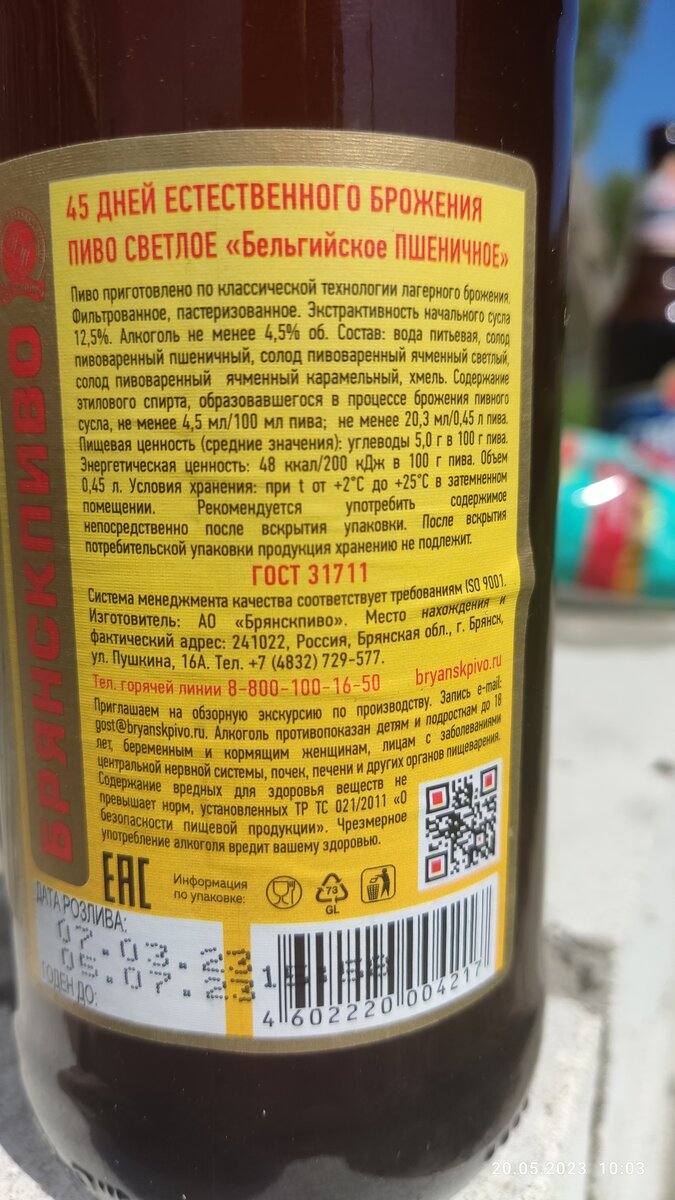 45 ДНЕЙ ЕСТЕСТВЕННОГО БРОЖЕНИЯ
ПИВО СВЕТЛОЕ «Бельгийское ПШЕНИЧНОЕ»
Пиво приготовлено по классической технологии лагерного брожения.
Фильтрованное, пастеризованное. Экстрактивность начального сусла
12,5%. Алкоголь не менее 4,5% об. Состав: вода питьевая, солод
пивоваренный пшеничный, солод пивоваренный ячменный светлый,
солод пивоваренный ячменный карамельный, хмель. Содержание
этилового спирта, образовавшегося в процессе брожения пивного
сусла, не менее 4,5 мл/100 мл пива; не менее 20,3 мл/0,45 л пива.
Пищевая ценность (средние значения): углеводы 5,0 г в 100 г пива.
Энергетическая ценность: 48 ккал/200 кДж в 100 г пива. Объем
0,45 л. Условия хранения: при t от +2°C до +25°C в затемненном
помещении. Рекомендуется употребить содержимое
непосредственно после вскрытия упаковки. После вскрытия
потребительской упаковки продукция хранению не подлежит.
ГОСТ 31711
Система менеджмента качества соответствует требованиям ISO 9001.
Изготовитель: АО «Брянскпиво». Место нахождения и
фактический адрес: 241022, Россия, Брянская обл., г. Брянск,
ул. Пушкина, 16А. Тел. +7 (4832) 729-577.
Тел. горячей линии 8-800-100-16-50 bryanskpivo.ru
Приглашаем на обзорную экскурсию по производству. Запись e-mail:
gost@bryanskpivo.ru. Алкоголь противопоказан детям и подросткам до 18
лет, беременным и кормящим женщинам, лицам с заболеваниями
центральной нервной системы, почек, печени и других органов пищеварения.
Содержание вредных для здоровья веществ не
превышает норм, установленных ТР ТС 021/2011 «О
безопасности пищевой продукции». Чрезмерное
употребление алкоголя вредит вашему здоровью.
БРЯНСКПИВО
EAC
Информация
по упаковке:
73
GL
ДАТА РОЗЛИВА:
07.03.23
05.07.23
ГОДЕН ДО:
4 602220 004217
20.05.2023 10:03